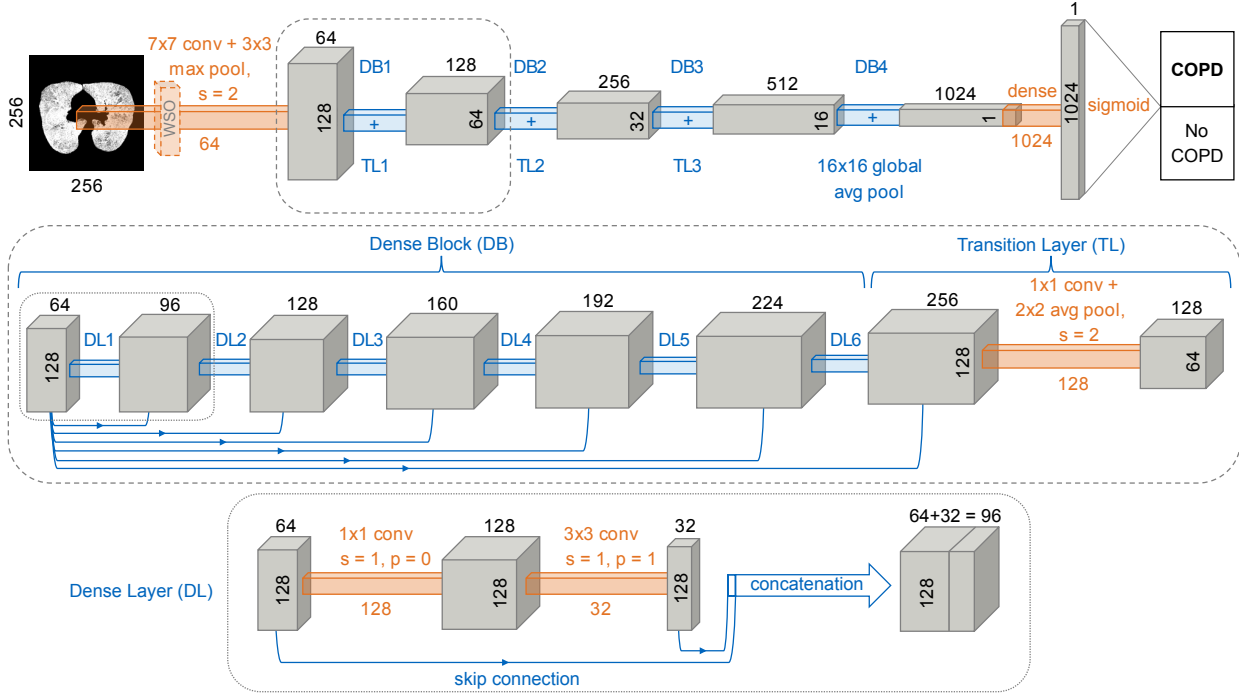 256
256
7x7 conv + 3x3
max pool,
s = 2
WSO
64
64
128
DB1
+
TL1
128
64
DB2
+
TL2
256
32
DB3
+
TL3
512
16
DB4
+
16x16 global
avg pool
1024
1
dense
1024
1
1024
sigmoid
COPD
No
COPD
Dense Block (DB)
Transition Layer (TL)
64
128
DL1
96
DL2
128
DL3
160
DL4
192
DL5
224
DL6
256
128
1x1 conv +
2x2 avg pool,
s = 2
128
128
64
Dense Layer (DL)
64
128
1x1 conv
s = 1, p = 0
128
128
128
3x3 conv
s = 1, p = 1
32
32
128
concatenation
skip connection
64+32 = 96
128